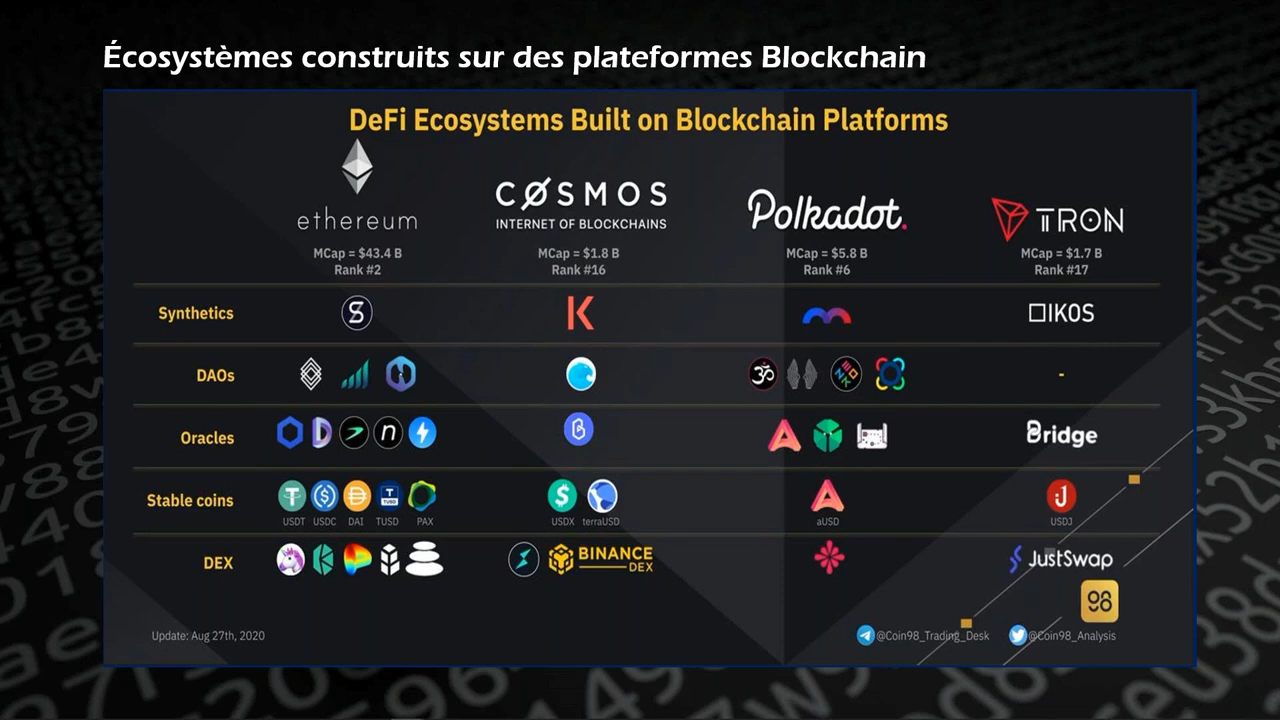 Écosystèmes construits sur des plateformes Blockchain
DeFi Ecosystems Built on Blockchain Platforms
ethereum
MCap = $43.4 B
Rank #2
CØSMOS
INTERNET OF BLOCKCHAINS
MCap = $1.8 B
Rank #16
Polkadot.
MCap = $5.8 B
Rank #6
TRON
MCap = $1.7 B
Rank #17
Synthetics
OIKOS
DAOs
-
Oracles
Bridge
Stable coins
USDT USDC DAI TUSD PAX
USDX terraUSD
aUSD
USDJ
DEX
BINANCE
DEX
JustSwap
98
Update: Aug 27th, 2020
@Coin98_Trading_Desk
@Coin98_Analysis